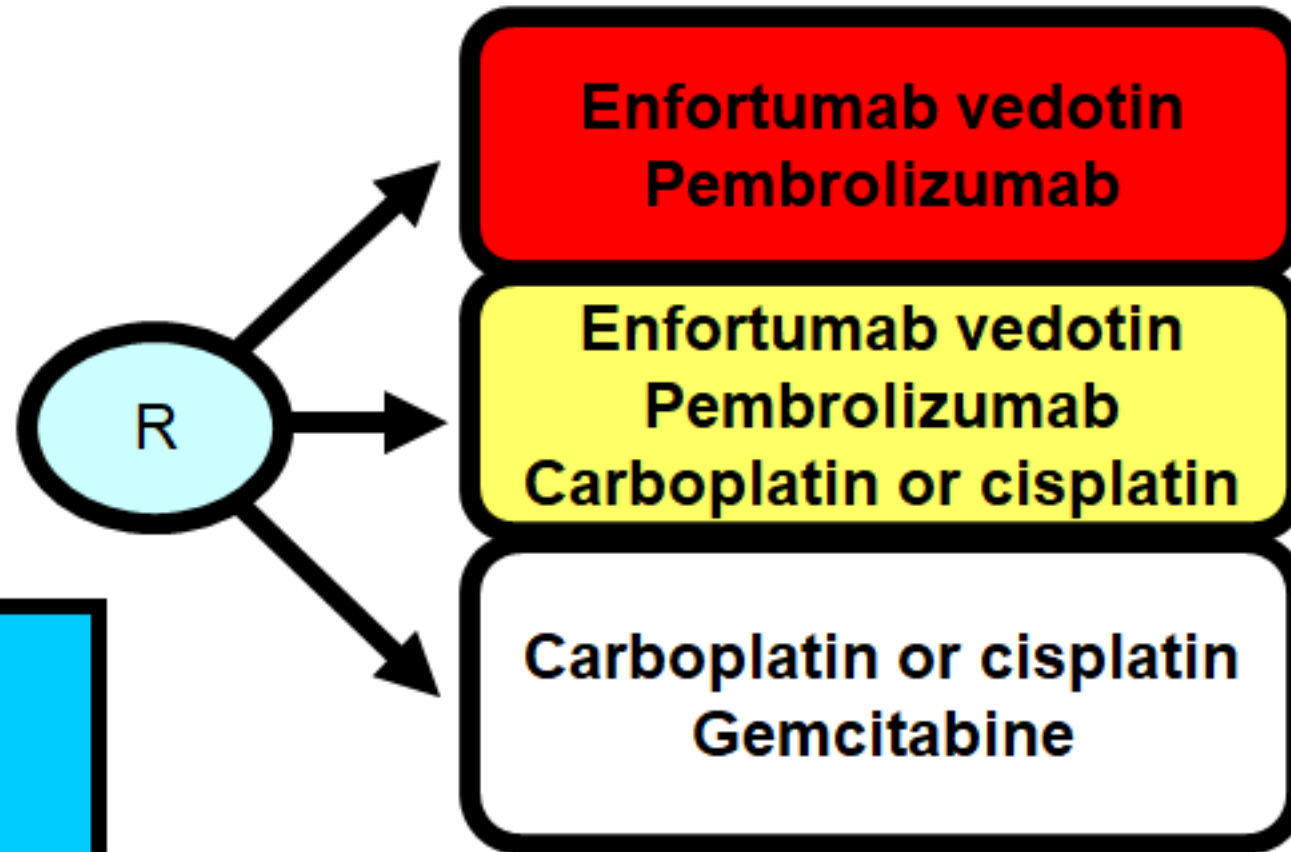 Enfortumab vedotin
Pembrolizumab
R
Enfortumab vedotin
Pembrolizumab
Carboplatin or cisplatin
Carboplatin or cisplatin
Gemcitabine